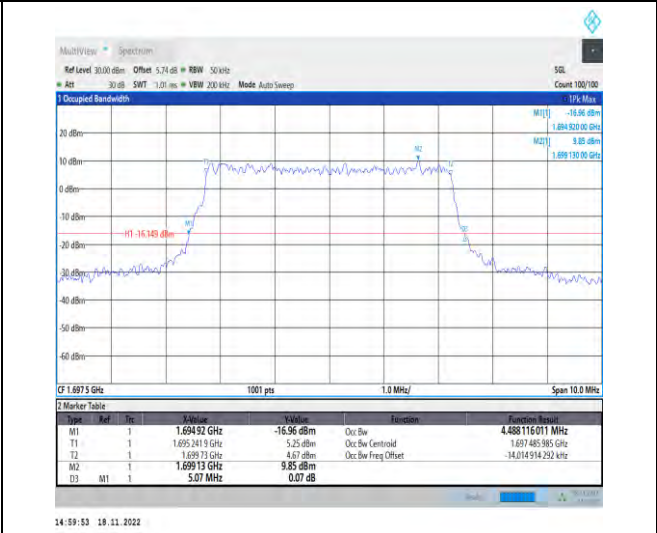 MultiView Spectrum
Ref Level 30.00 dBm Offset 5.74 dB RBW 50 kHz SGL
Att 30 dB SWT 1.01 ms VBW 200 kHz Mode Auto Sweep Count 100/100
1 Occupied Bandwidth 1Pk Max
M1[1] -16.96 dBm
1.694 920 00 GHz
M2[1] 9.85 dBm
1.699 130 00 GHz
20 dBm
M2
10 dBm
T1 T2
0 dBm
-10 dBm
M1
H1 -16.149 dBm
D3
-20 dBm
-30 dBm
-40 dBm
-50 dBm
-60 dBm
CF 1.697 5 GHz 1001 pts 1.0 MHz/ Span 10.0 MHz
2 Marker Table
Type Ref Trc X-Value Y-Value Function Function Result
M1 1 1.694 92 GHz -16.96 dBm Occ Bw 4.488 116 011 MHz
T1 1 1.695 241 9 GHz 5.25 dBm Occ Bw Centroid 1.697 485 985 GHz
T2 1 1.699 73 GHz 4.67 dBm Occ Bw Freq Offset -14.014 914 292 kHz
M2 1 1.699 13 GHz 9.85 dBm
D3 M1 1 5.07 MHz 0.07 dB
14:59:53 18.11.2022